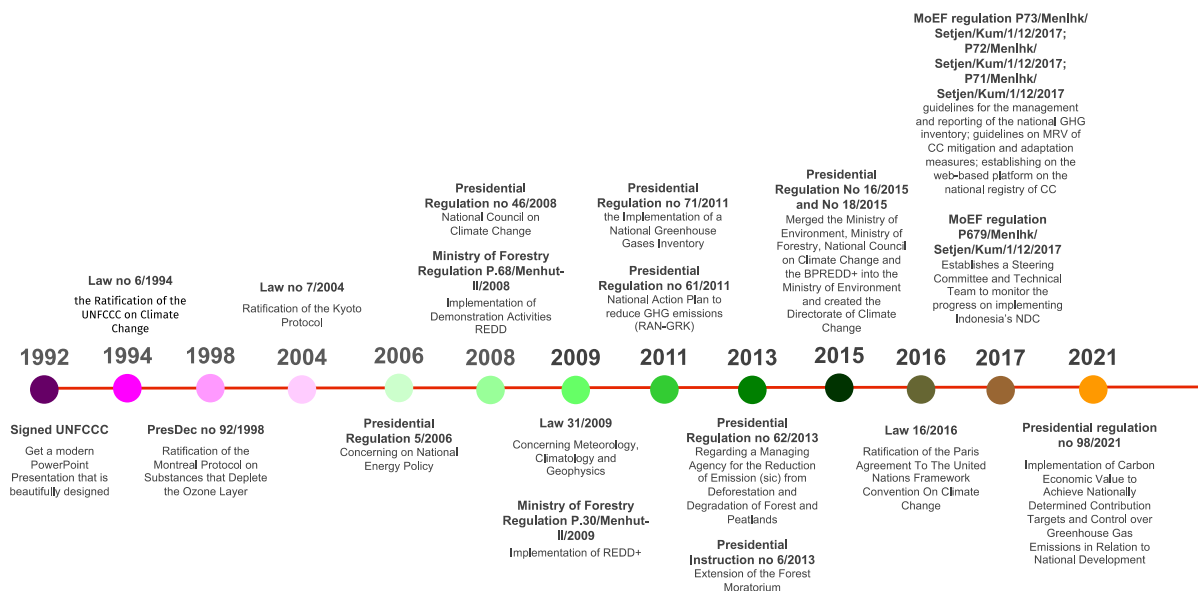 Signed UNFCCC
Get a modern
PowerPoint
Presentation that is
beautifully designed
1992
Law no 6/1994
the Ratification of the
UNFCCC on Climate
Change
1994
1998
PresDec no 92/1998
Ratification of the
Montreal Protocol on
Substances that Deplete
the Ozone Layer
Law no 7/2004
Ratification of the Kyoto
Protocol
2004
2006
Presidential
Regulation 5/2006
Concerning on National
Energy Policy
Presidential
Regulation no 46/2008
National Council on
Climate Change
Ministry of Forestry
Regulation P.68/Menhut-
II/2008
Implementation of
Demonstration Activities
REDD
2008
2009
Law 31/2009
Concerning Meteorology,
Climatology and
Geophysics
Ministry of Forestry
Regulation P.30/Menhut-
II/2009
Implementation of REDD+
Presidential
Regulation no 71/2011
the Implementation of a
National Greenhouse
Gases Inventory
Presidential
Regulation no 61/2011
National Action Plan to
reduce GHG emissions
(RAN-GRK)
2011
2013
Presidential
Regulation no 62/2013
Regarding a Managing
Agency for the Reduction
of Emission (sic) from
Deforestation and
Degradation of Forest and
Peatlands
Presidential
Instruction no 6/2013
Extension of the Forest
Moratorium
Presidential
Regulation No 16/2015
and No 18/2015
Merged the Ministry of
Environment, Ministry of
Forestry, National Council
on Climate Change and
the BPREDD+ into the
Ministry of Environment
and created the
Directorate of Climate
Change
2015
2016
Law 16/2016
Ratification of the Paris
Agreement To The United
Nations Framework
Convention On Climate
Change
MoEF regulation P73/Menlhk/
Setjen/Kum/1/12/2017;
P72/Menlhk/
Setjen/Kum/1/12/2017;
P71/Menlhk/
Setjen/Kum/1/12/2017
guidelines for the management
and reporting of the national GHG
inventory; guidelines on MRV of
CC mitigation and adaptation
measures; establishing on the
web-based platform on the
national registry of CC
MoEF regulation
P679/Menlhk/
Setjen/Kum/1/12/2017
Establishes a Steering
Committee and Technical
Team to monitor the
progress on implementing
Indonesia's NDC
2017
2021
Presidential regulation
no 98/2021
Implementation of Carbon
Economic Value to
Achieve Nationally
Determined Contribution
Targets and Control over
Greenhouse Gas
Emissions in Relation to
National Development